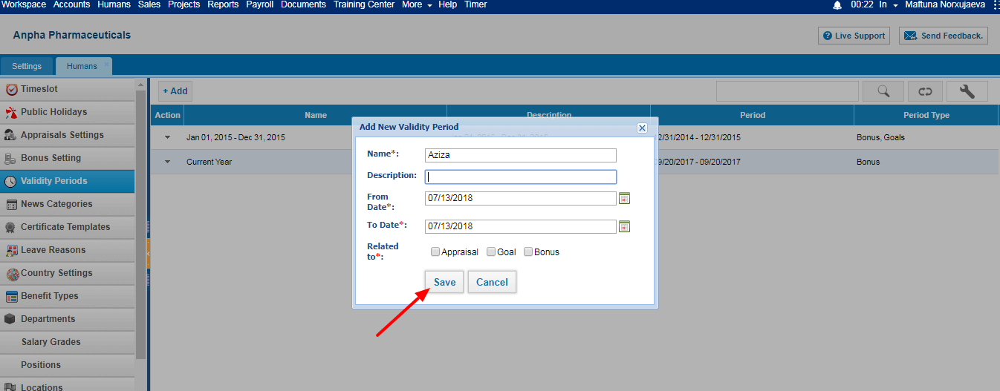 Workspace Accounts Humans Sales Projects Reports Payroll Documents Training Center More Help Timer 00:22 In Maftuna Norxujaeva
Anpha Pharmaceuticals
Live Support Send Feedback.
Settings Humans
Timeslot
Public Holidays
Appraisals Settings
Bonus Setting
Validity Periods
News Categories
Certificate Templates
Leave Reasons
Country Settings
Benefit Types
Departments
Salary Grades
Positions
Locations
+ Add
Action Name Description Period Period Type
Jan 01, 2015 - Dec 31, 2015 12/31/2014 - 12/31/2015 Bonus, Goals
Current Year 09/20/2017 - 09/20/2017 Bonus
Add New Validity Period
Name*: Aziza
Description:
From
Date*: 07/13/2018
To Date*: 07/13/2018
Related
to*: Appraisal Goal Bonus
Save Cancel